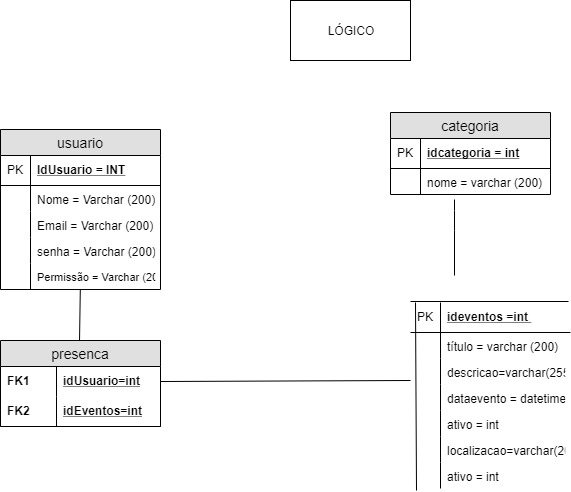 LÓGICO
usuario
PK IdUsuario = INT
Nome = Varchar (200)
Email = Varchar (200)
senha = Varchar (200)
Permissão = Varchar (20
categoria
PK idcategoria = int
nome = varchar (200)
presenca
FK1 idUsuario=int
FK2 idEventos=int
PK ideventos =int
título = varchar (200)
descricao=varchar(255
dataevento = datetime
ativo = int
localizacao=varchar(20
ativo = int